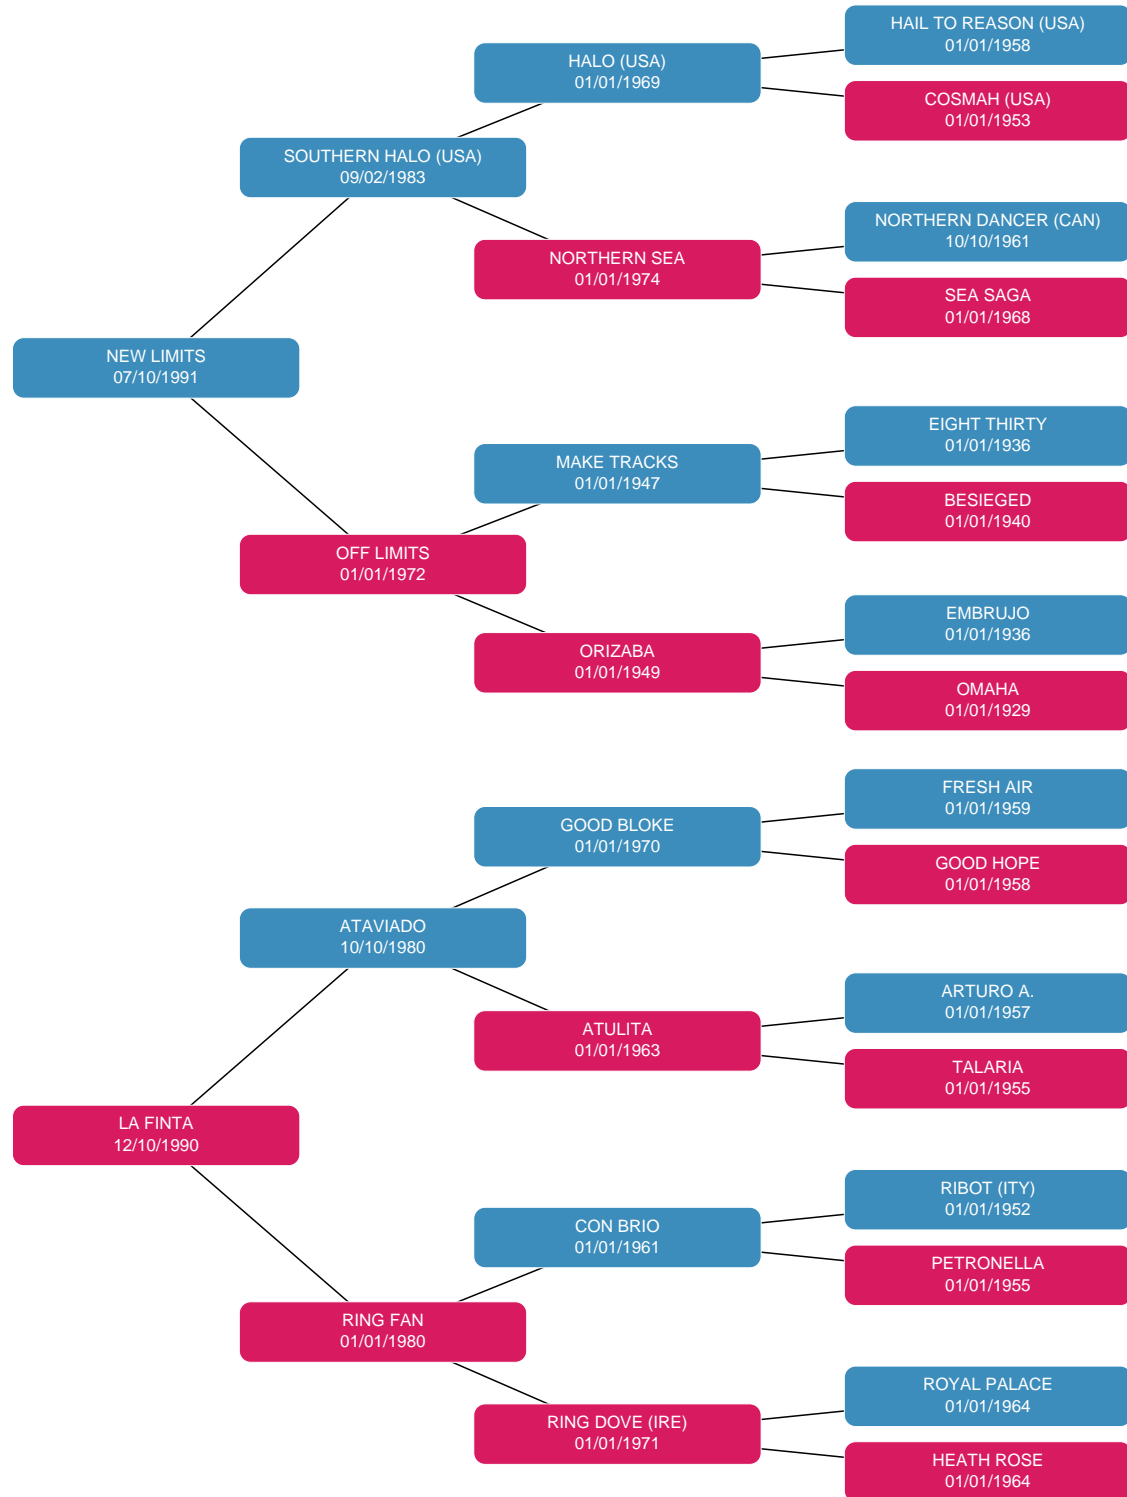 HAIL TO REASON (USA)
01/01/1958
HALO (USA)
01/01/1969
COSMAH (USA)
01/01/1953
SOUTHERN HALO (USA)
09/02/1983
NORTHERN DANCER (CAN)
10/10/1961
NORTHERN SEA
01/01/1974
SEA SAGA
01/01/1968
NEW LIMITS
07/10/1991
EIGHT THIRTY
01/01/1936
MAKE TRACKS
01/01/1947
BESIEGED
01/01/1940
OFF LIMITS
01/01/1972
EMBRUJO
01/01/1936
ORIZABA
01/01/1949
OMAHA
01/01/1929
FRESH AIR
01/01/1959
GOOD BLOKE
01/01/1970
GOOD HOPE
01/01/1958
ATAVIADO
10/10/1980
ARTURO A.
01/01/1957
ATULITA
01/01/1963
TALARIA
01/01/1955
LA FINTA
12/10/1990
RIBOT (ITY)
01/01/1952
CON BRIO
01/01/1961
PETRONELLA
01/01/1955
RING FAN
01/01/1980
ROYAL PALACE
01/01/1964
RING DOVE (IRE)
01/01/1971
HEATH ROSE
01/01/1964